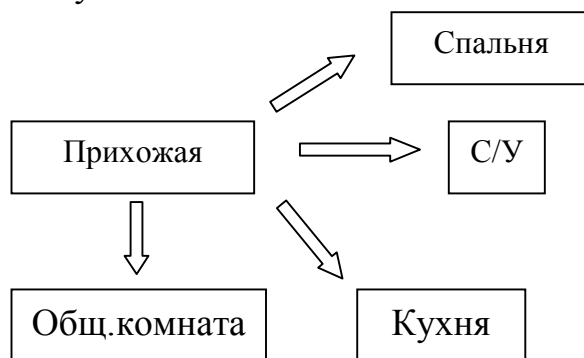 Спальня
Прихожая
С/У
Общ.комната
Кухня